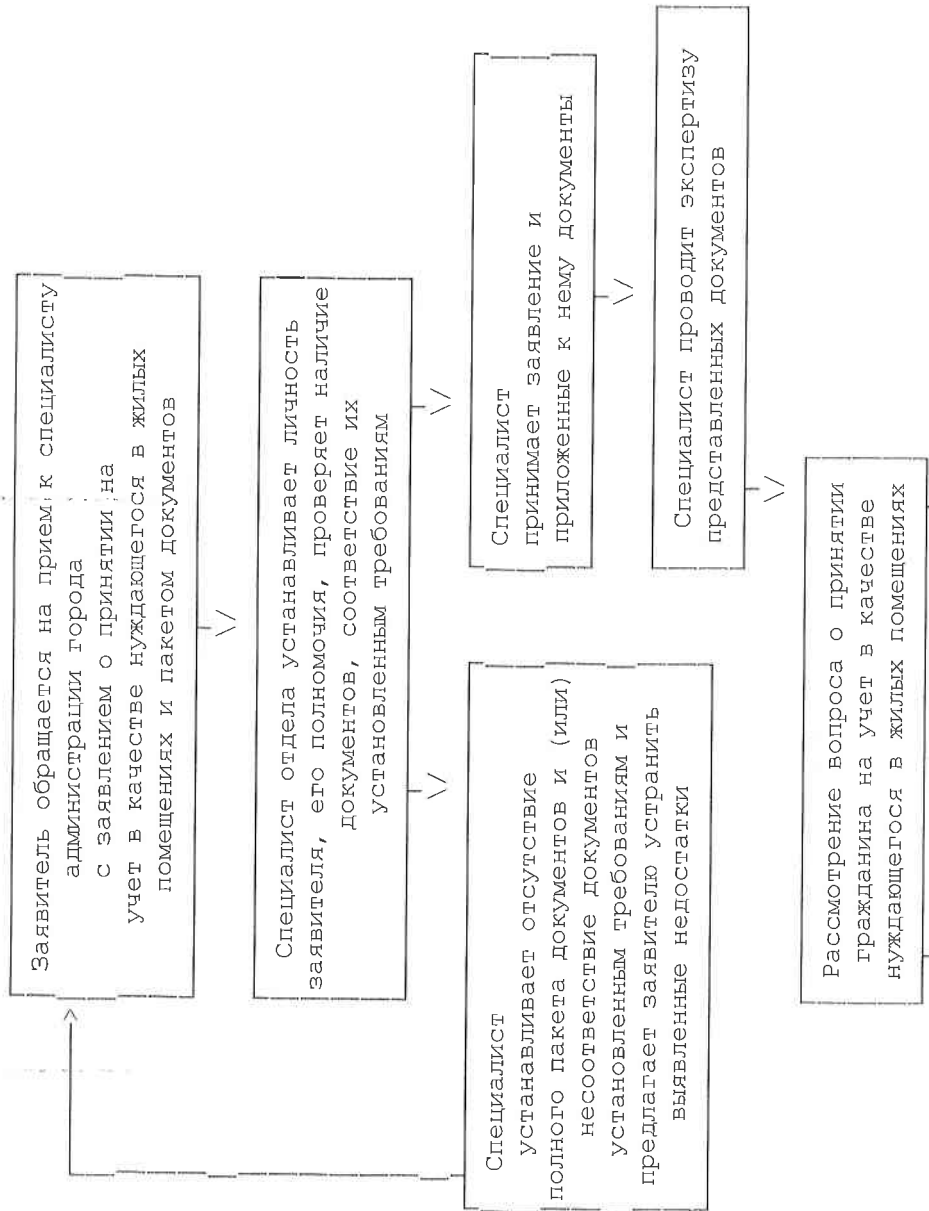 Заявитель обращается на прием к специалисту
администрации города
с заявлением о принятии на
учет в качестве нуждающегося в жилых
помещениях и пакетом документов
Специалист отдела устанавливает личность
заявителя, его полномочия, проверяет наличие
документов, соответствие их
установленным требованиям
Специалист
устанавливает отсутствие
полного пакета документов и (или)
несоответствие документов
установленным требованиям и
предлагает заявителю устранить
выявленные недостатки
Специалист
принимает заявление и
приложенные к нему документы
Специалист проводит экспертизу
представленных документов
Рассмотрение вопроса о принятии
гражданина на учет в качестве
нуждающегося в жилых помещениях